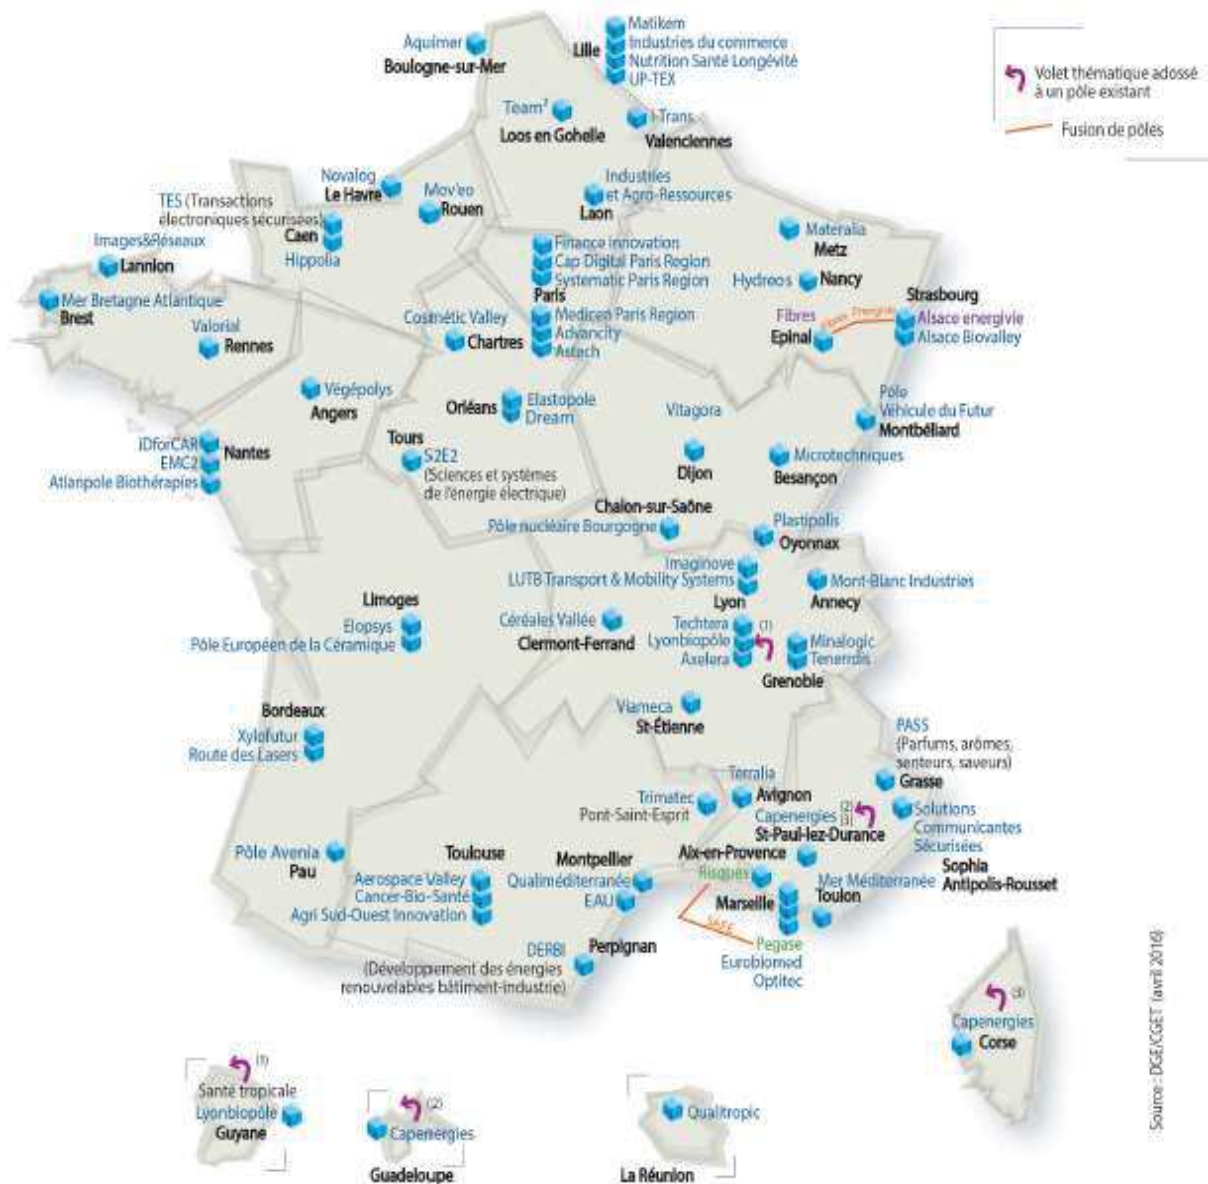 Matikem
Aquimer
Lille
Industries du commerce
Boulogne-sur-Mer
Nutrition Santé Longévité
UP-TEX
Volet thématique adossé
à un pôle existant
Fusion de pôles
Team²
Loos en Gohelle
I-Trans
Valenciennes
Novalog
Le Havre
Mov'eo
Rouen
Industries
et Agro-Ressources
Laon
TES (Transactions
électroniques sécurisées)
Caen
Hippolia
Images&Réseaux
Lannion
Finance innovation
Cap Digital Paris Region
Systematic Paris Region
Paris
Medicen Paris Region
Advancity
Astech
Materalia
Metz
Hydreos
Nancy
Strasbourg
Fibres
Fibres Energivie
Alsace energivie
Epinal
Alsace Biovalley
Mer Bretagne Atlantique
Brest
Valorial
Rennes
Cosmetic Valley
Chartres
Végépolys
Angers
Orléans
Elastopole
Dream
Vitagora
Dijon
Pôle
Véhicule du Futur
Montbéliard
iDforCAR
Nantes
EMC2
Atlanpole Biothérapies
Tours
S2E2
(Sciences et systèmes
de l'énergie électrique)
Microtechniques
Besançon
Chalon-sur-Saône
Pôle nucléaire Bourgogne
Plastipolis
Oyonnax
Imaginove
LUTB Transport & Mobility Systems
Lyon
Mont-Blanc Industries
Annecy
Limoges
Elopsys
Pôle Européen de la Céramique
Céréales Vallée
Clermont-Ferrand
Techtera
(1)
Lyonbiopôle
Axelera
Minalogic
Tenerrdis
Grenoble
Viameca
St-Étienne
Bordeaux
Xylofutur
Route des Lasers
PASS
(Parfums, arômes,
senteurs, saveurs)
Grasse
Terralia
Avignon
Trimatec
Pont-Saint-Esprit
Capenergies
(2)
(3)
St-Paul-lez-Durance
Solutions
Communicantes
Sécurisées
Sophia
Antipolis-Rousset
Pôle Avenia
Pau
Toulouse
Aerospace Valley
Cancer-Bio-Santé
Agri Sud-Ouest Innovation
Montpellier
Qualiméditerranée
EAU
Aix-en-Provence
Risques
Marseille
SAFE
Pegase
Eurobiomed
Optitec
Mer Méditerranée
Toulon
DERBI
Perpignan
(Développement des énergies
renouvelables bâtiment-industrie)
(3)
Capenergies
Corse
Source : DGE/CGET (avril 2016)
(1)
Santé tropicale
Lyonbiopôle
Guyane
(2)
Capenergies
Guadeloupe
Qualitropic
La Réunion